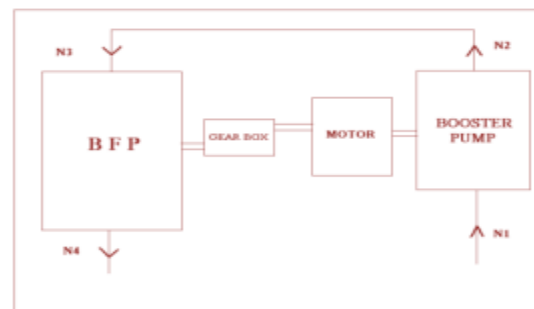 N3
N2
B F P
GEAR BOX
MOTOR
BOOSTER
PUMP
N4
N1